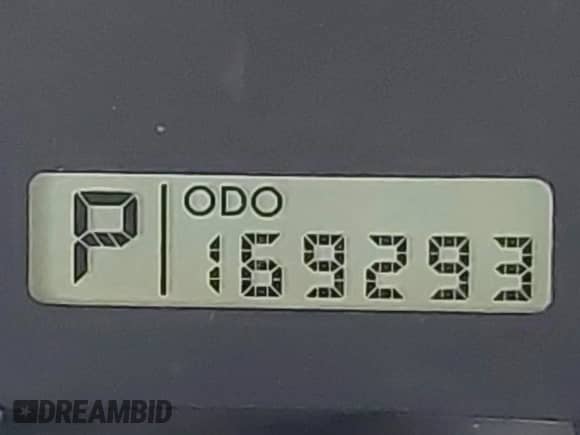 P
ODO
169293
DREAMBID